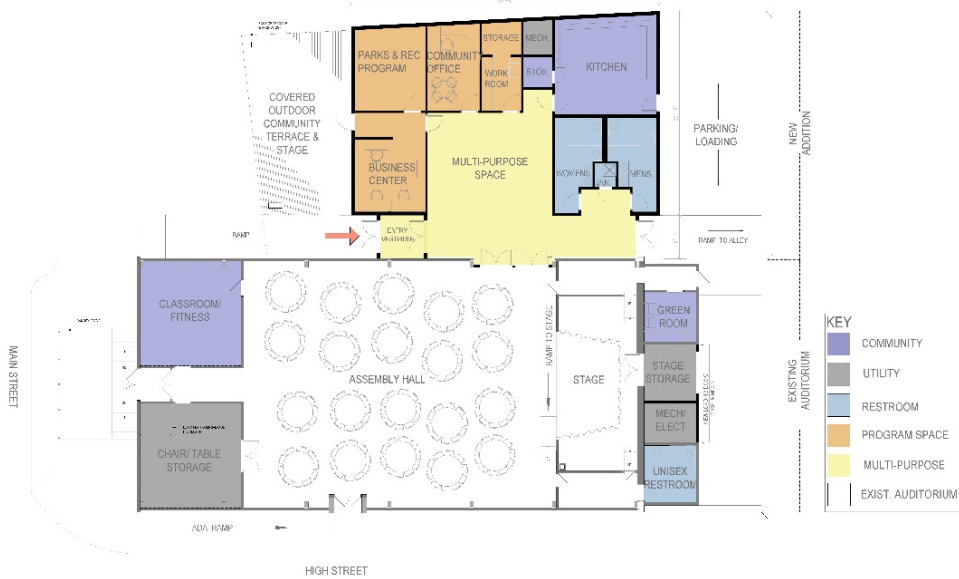 STORAGE
MECH.
PARKS & REC
PROGRAM
COMMUNITY
OFFICE
WORK
ROOM
STOR.
KITCHEN
COVERED
OUTDOOR
COMMUNITY
TERRACE &
STAGE
BUSINESS
CENTER
MULTI-PURPOSE
SPACE
WOMENS
JAN.
MENS
PARKING/
LOADING
NEW
ADDITION
RAMP
ENTRY
VESTIBULE
RAMP TO ALLEY
CLASSROOM/
FITNESS
ASSEMBLY HALL
RAMP TO STAGE
STAGE
GREEN
ROOM
STAGE
STORAGE
MECH/
ELECT
UNISEX
RESTROOM
CHAIR/ TABLE
STORAGE
MAIN STREET
EXISTING
AUDITORIUM
KEY
COMMUNITY
UTILITY
RESTROOM
PROGRAM SPACE
MULTI-PURPOSE
EXIST. AUDITORIUM
ADA RAMP
HIGH STREET